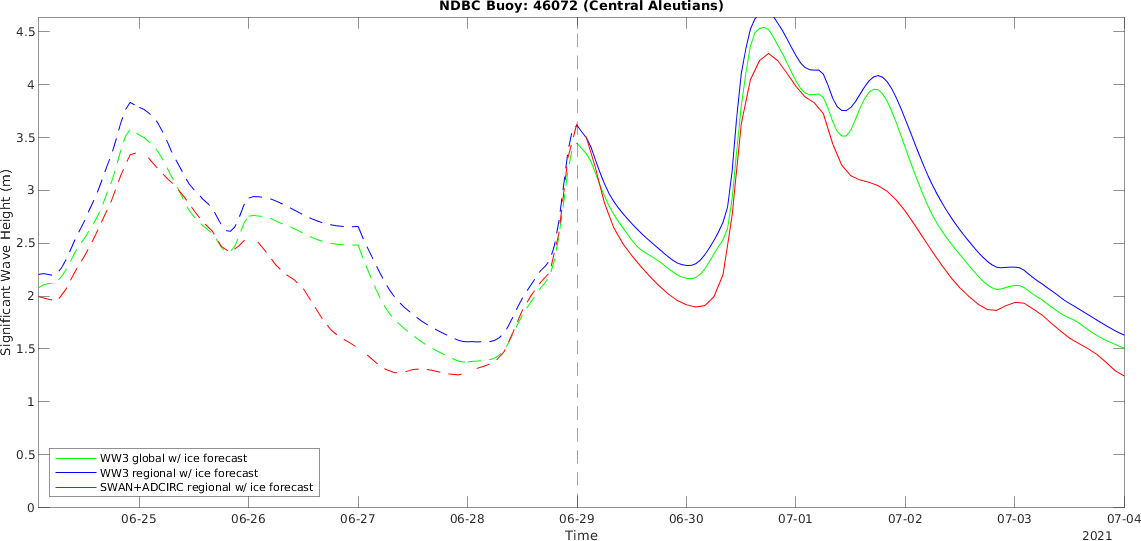 NDBC Buoy: 46072 (Central Aleutians)
4.5
4
3.5
3
2.5
2
1.5
1
0.5
0
Significant Wave Height (m)
WW3 global w/ ice forecast
WW3 regional w/ ice forecast
SWAN+ADCIRC regional w/ ice forecast
06-25 06-26 06-27 06-28 06-29 06-30 07-01 07-02 07-03 07-04
Time
2021